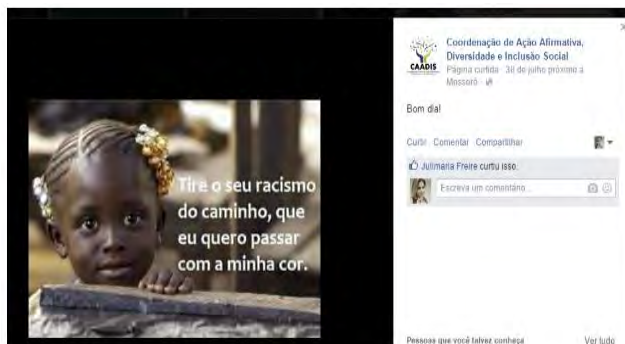 Tire o seu racismo
do caminho, que
eu quero passar
com a minha cor.
CAADIS
Coordenação de Ação Afirmativa,
Diversidade e Inclusão Social
Página curtida · 30 de julho próximo a
Mossoró
Bom dia!
Curtir · Comentar · Compartilhar
Julimaria Freire curtiu isso.
Escreva um comentário...
Pessoas que você talvez conheça
Ver tudo